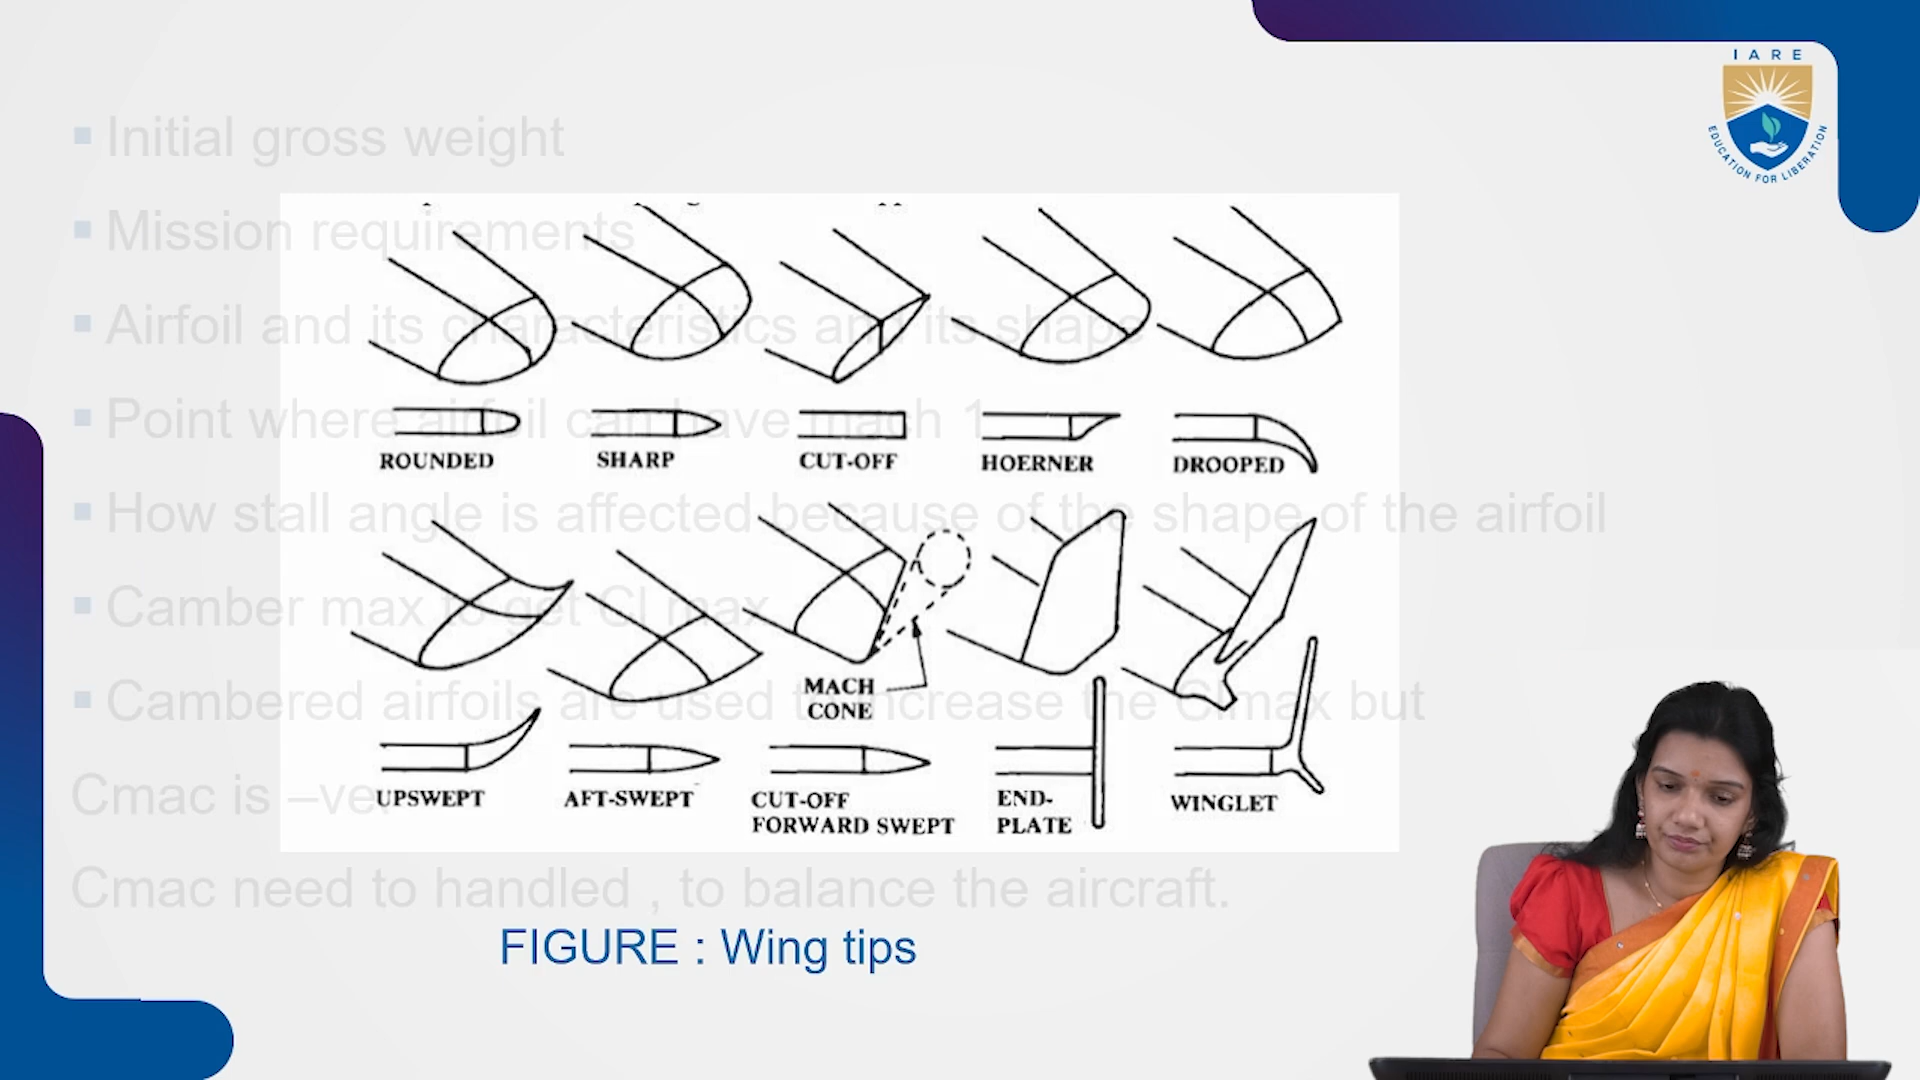 IARE
EDUCATION FOR LIBERATION
Initial gross weight
Mission requirements
Airfoil and its characteristics and its shape
Point where airfoil can have mach 1
How stall angle is affected because of the shape of the airfoil
Camber max to get Cl max
Cambered airfoils are used to increase the Clmax but
Cmac is –ve.
Cmac need to handled , to balance the aircraft.
ROUNDED
SHARP
CUT-OFF
HOERNER
DROOPED
MACH
CONE
UPSWEPT
AFT-SWEPT
CUT-OFF
FORWARD SWEPT
END-
PLATE
WINGLET
FIGURE : Wing tips